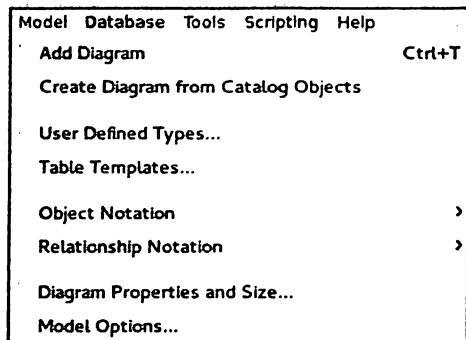 Model Database Tools Scripting Help
Add Diagram Ctrl+T
Create Diagram from Catalog Objects
User Defined Types...
Table Templates...
Object Notation >
Relationship Notation >
Diagram Properties and Size...
Model Options...